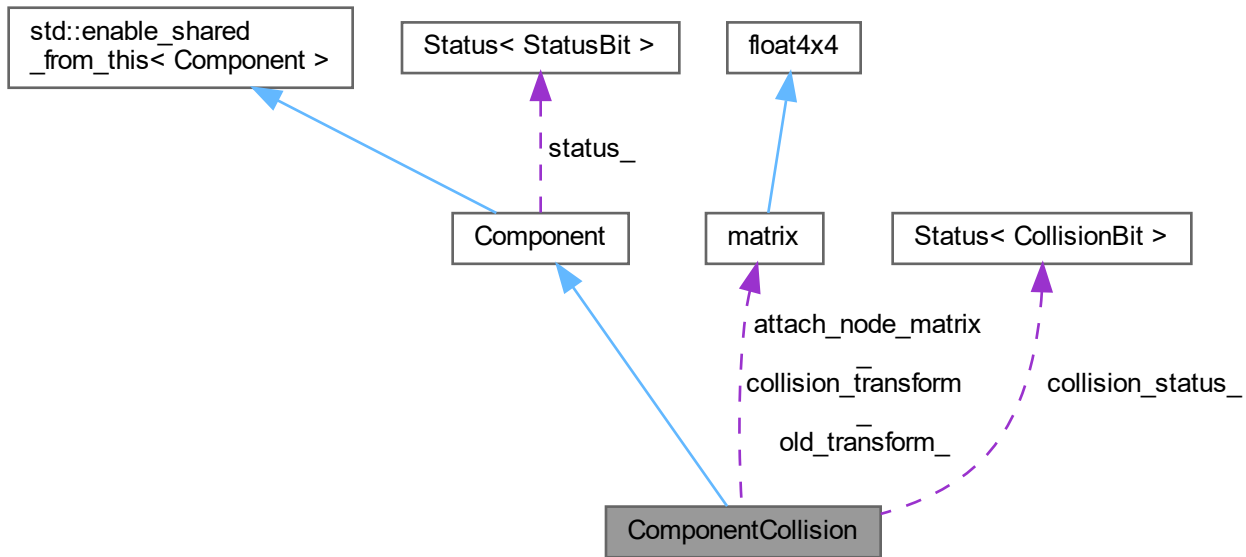 std::enable_shared
_from_this< Component >
Status< StatusBit >
float4x4
status_
Component
matrix
Status< CollisionBit >
attach_node_matrix
_
collision_transform
_
old_transform_
collision_status_
ComponentCollision